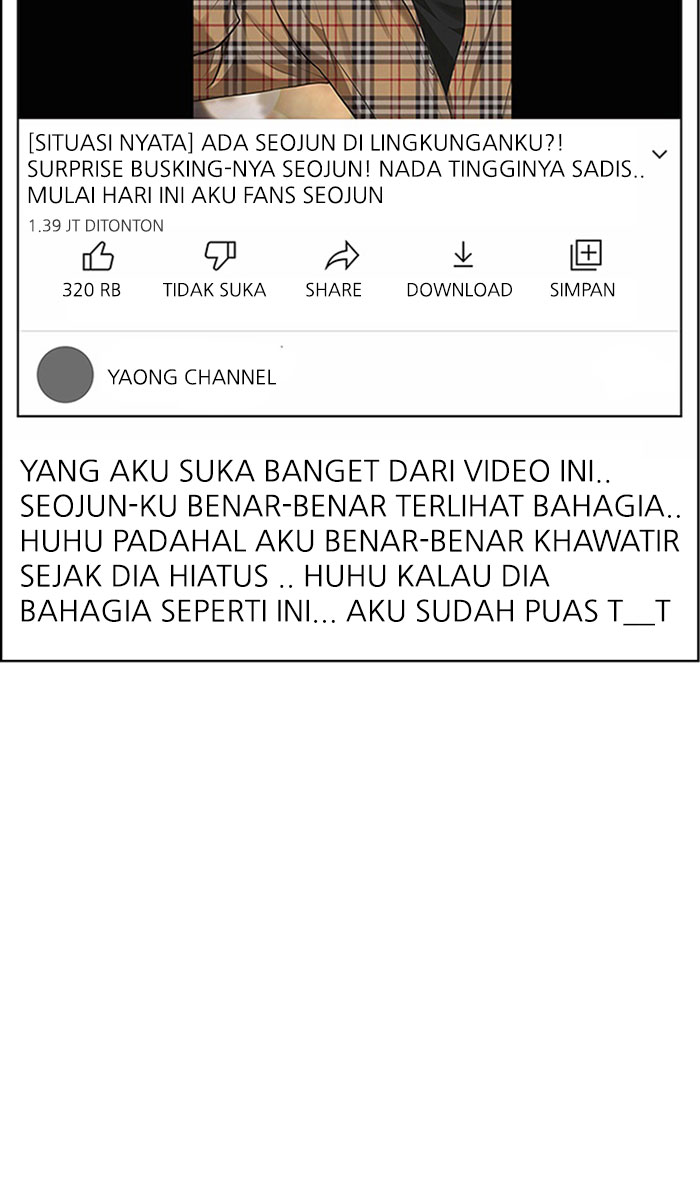 [SITUASI NYATA] ADA SEOJUN DI LINGKUNGANKU?!
SURPRISE BUSKING-NYA SEOJUN! NADA TINGGINYA SADIS..
MULAI HARI INI AKU FANS SEOJUN
1.39 JT DITONTON
320 RB TIDAK SUKA SHARE DOWNLOAD SIMPAN
YAONG CHANNEL
YANG AKU SUKA BANGET DARI VIDEO INI..
SEOJUN-KU BENAR-BENAR TERLIHAT BAHAGIA..
HUHU PADAHAL AKU BENAR-BENAR KHAWATIR
SEJAK DIA HIATUS .. HUHU KALAU DIA
BAHAGIA SEPERTI INI... AKU SUDAH PUAS T__T